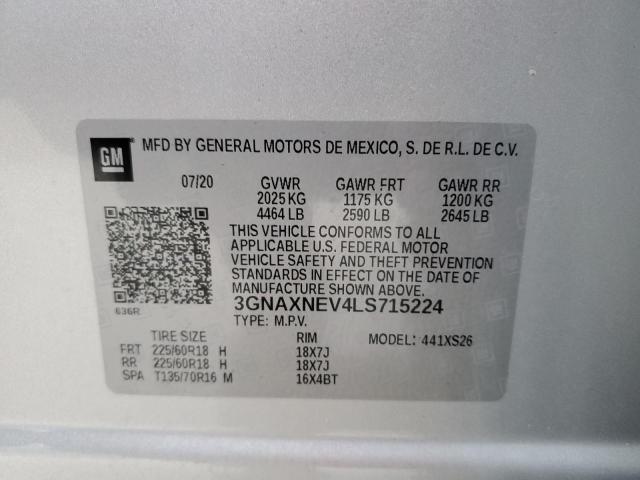 GM
MFD BY GENERAL MOTORS DE MEXICO, S. DE R.L. DE C.V.
07/20 GVWR GAWR FRT GAWR RR
2025 KG 1175 KG 1200 KG
4464 LB 2590 LB 2645 LB
THIS VEHICLE CONFORMS TO ALL
APPLICABLE U.S. FEDERAL MOTOR
VEHICLE SAFETY AND THEFT PREVENTION
STANDARDS IN EFFECT ON THE DATE OF
MANUFACTURE SHOWN ABOVE.
636R 3GNAXNEV4LS715224
TYPE: M.P.V.
TIRE SIZE RIM MODEL: 441XS26
FRT 225/60R18 H 18X7J
RR 225/60R18 H 18X7J
SPA T135/70R16 M 16X4BT